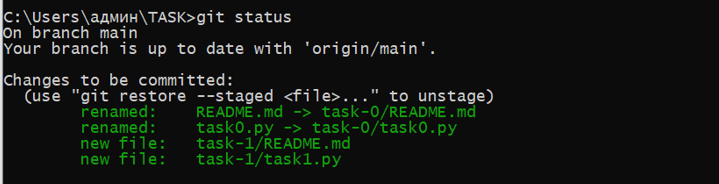 C:\Users\админ\TASK>git status
On branch main
Your branch is up to date with 'origin/main'.

Changes to be committed:
  (use "git restore --staged <file>..." to unstage)
        renamed:    README.md -> task-0/README.md
        renamed:    task0.py -> task-0/task0.py
        new file:   task-1/README.md
        new file:   task-1/task1.py